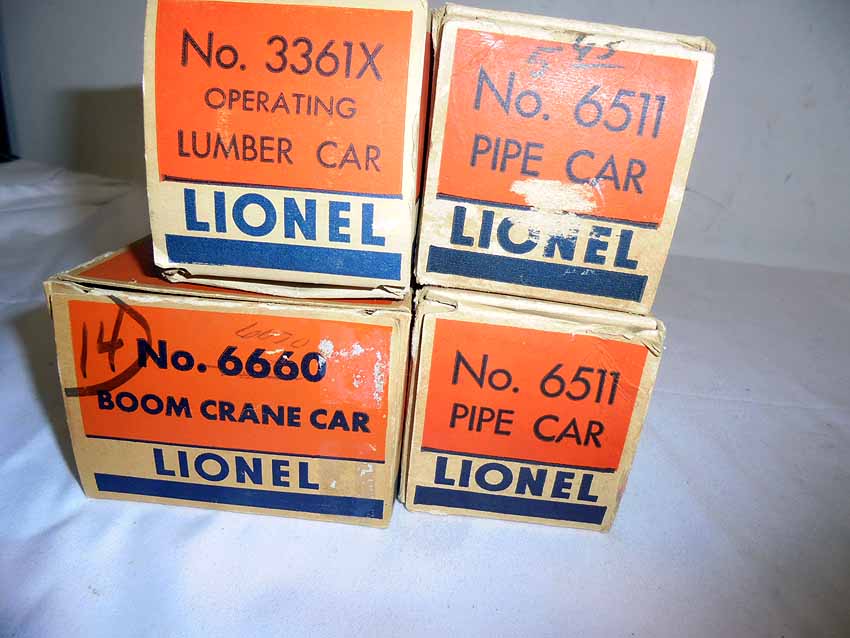 No. 3361X
OPERATING
LUMBER CAR
LIONEL
45
No. 6511
PIPE CAR
LIONEL
14
No. 6660
BOOM CRANE CAR
LIONEL
No. 6511
PIPE CAR
LIONEL